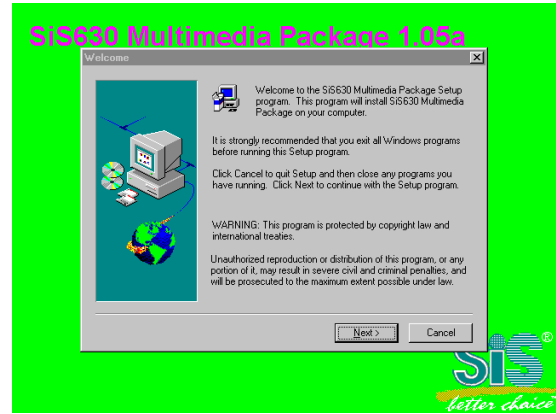 SiS630 Multimedia Package 1.05a
Welcome
Welcome to the SiS630 Multimedia Package Setup
program. This program will install SiS630 Multimedia
Package on your computer.
It is strongly recommended that you exit all Windows programs
before running this Setup program.
Click Cancel to quit Setup and then close any programs you
have running. Click Next to continue with the Setup program.
WARNING: This program is protected by copyright law and
international treaties.
Unauthorized reproduction or distribution of this program, or any
portion of it, may result in severe civil and criminal penalties, and
will be prosecuted to the maximum extent possible under law.
Next >
Cancel
SiS®
better choice